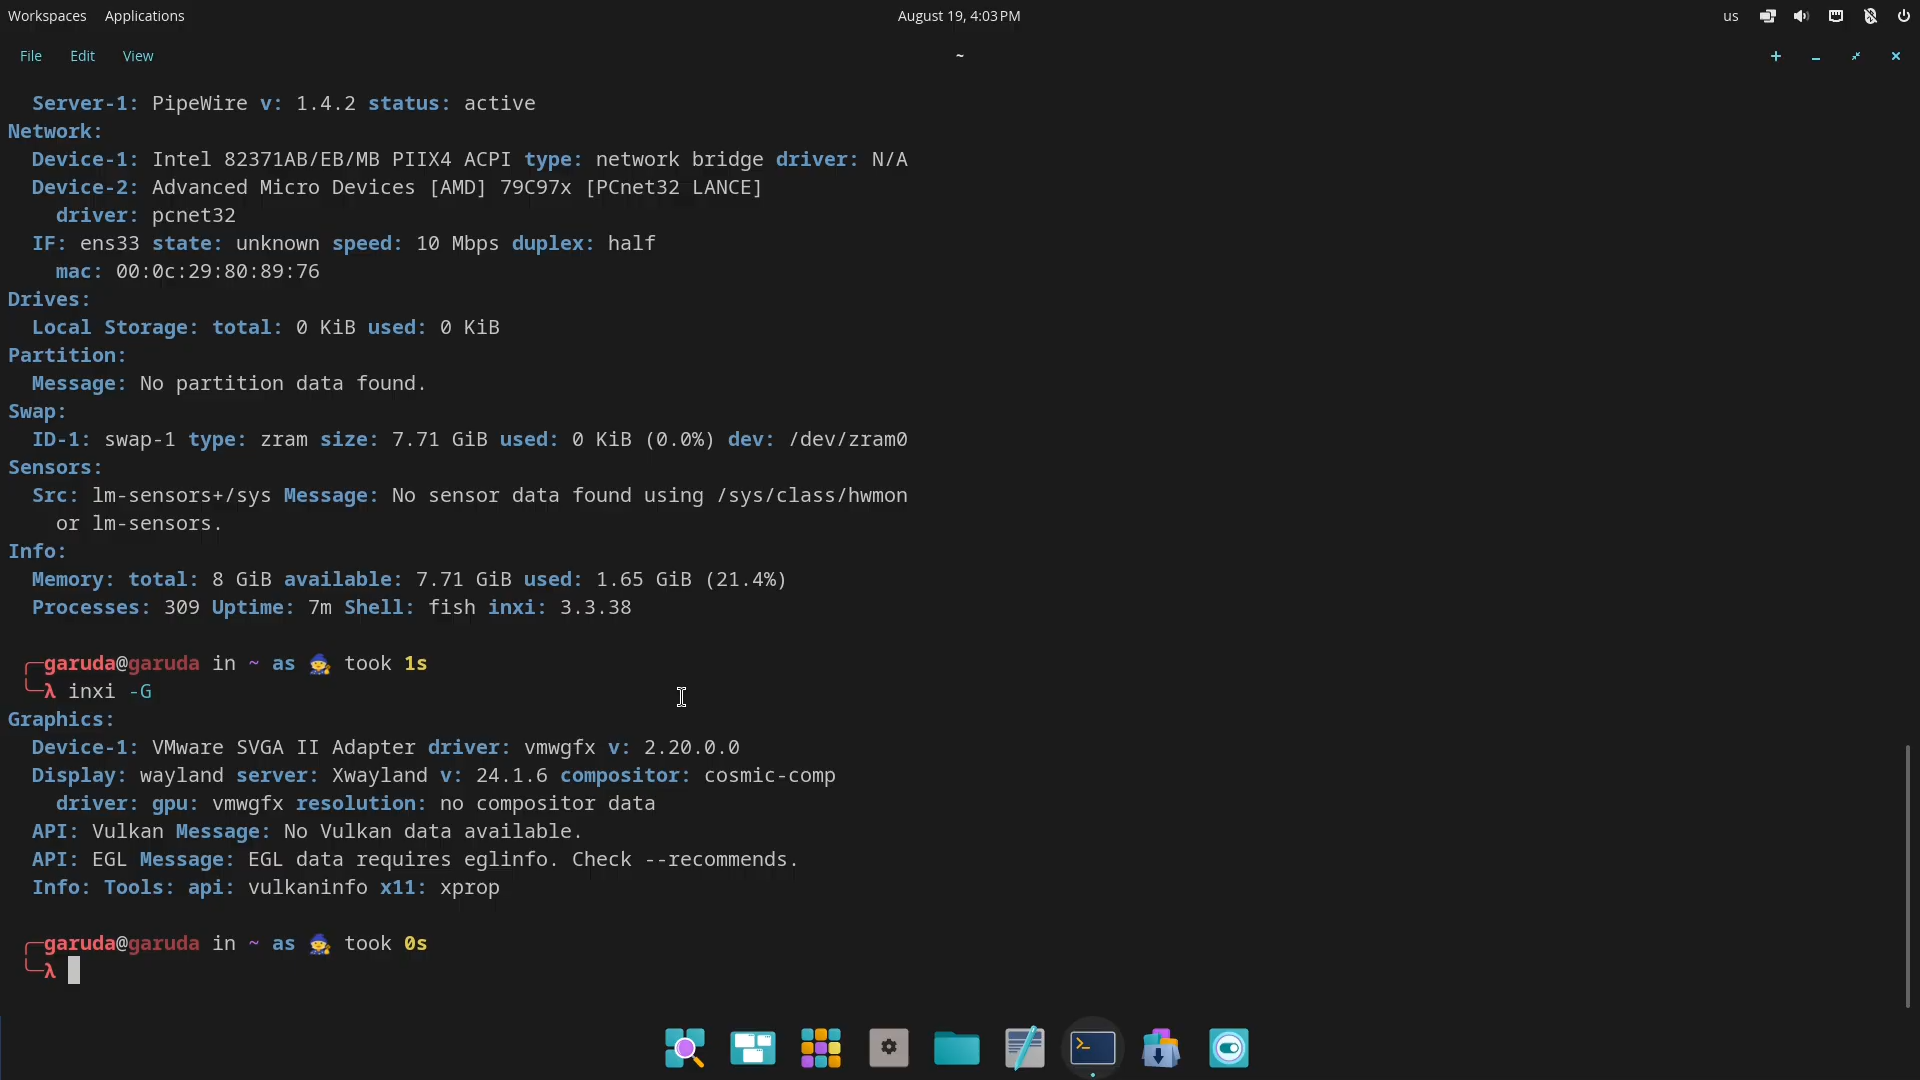 Workspaces Applications August 19, 4:03 PM us
File Edit View ~
Server-1: PipeWire v: 1.4.2 status: active
Network:
Device-1: Intel 82371AB/EB/MB PIIX4 ACPI type: network bridge driver: N/A
Device-2: Advanced Micro Devices [AMD] 79C97x [PCnet32 LANCE]
driver: pcnet32
IF: ens33 state: unknown speed: 10 Mbps duplex: half
mac: 00:0c:29:80:89:76
Drives:
Local Storage: total: 0 KiB used: 0 KiB
Partition:
Message: No partition data found.
Swap:
ID-1: swap-1 type: zram size: 7.71 GiB used: 0 KiB (0.0%) dev: /dev/zram0
Sensors:
Src: lm-sensors+/sys Message: No sensor data found using /sys/class/hwmon
or lm-sensors.
Info:
Memory: total: 8 GiB available: 7.71 GiB used: 1.65 GiB (21.4%)
Processes: 309 Uptime: 7m Shell: fish inxi: 3.3.38
╭─garuda@garuda in ~ as 🧙 took 1s
╰─λ inxi -G
Graphics:
Device-1: VMware SVGA II Adapter driver: vmwgfx v: 2.20.0.0
Display: wayland server: Xwayland v: 24.1.6 compositor: cosmic-comp
driver: gpu: vmwgfx resolution: no compositor data
API: Vulkan Message: No Vulkan data available.
API: EGL Message: EGL data requires eglinfo. Check --recommends.
Info: Tools: api: vulkaninfo x11: xprop
╭─garuda@garuda in ~ as 🧙 took 0s
╰─λ